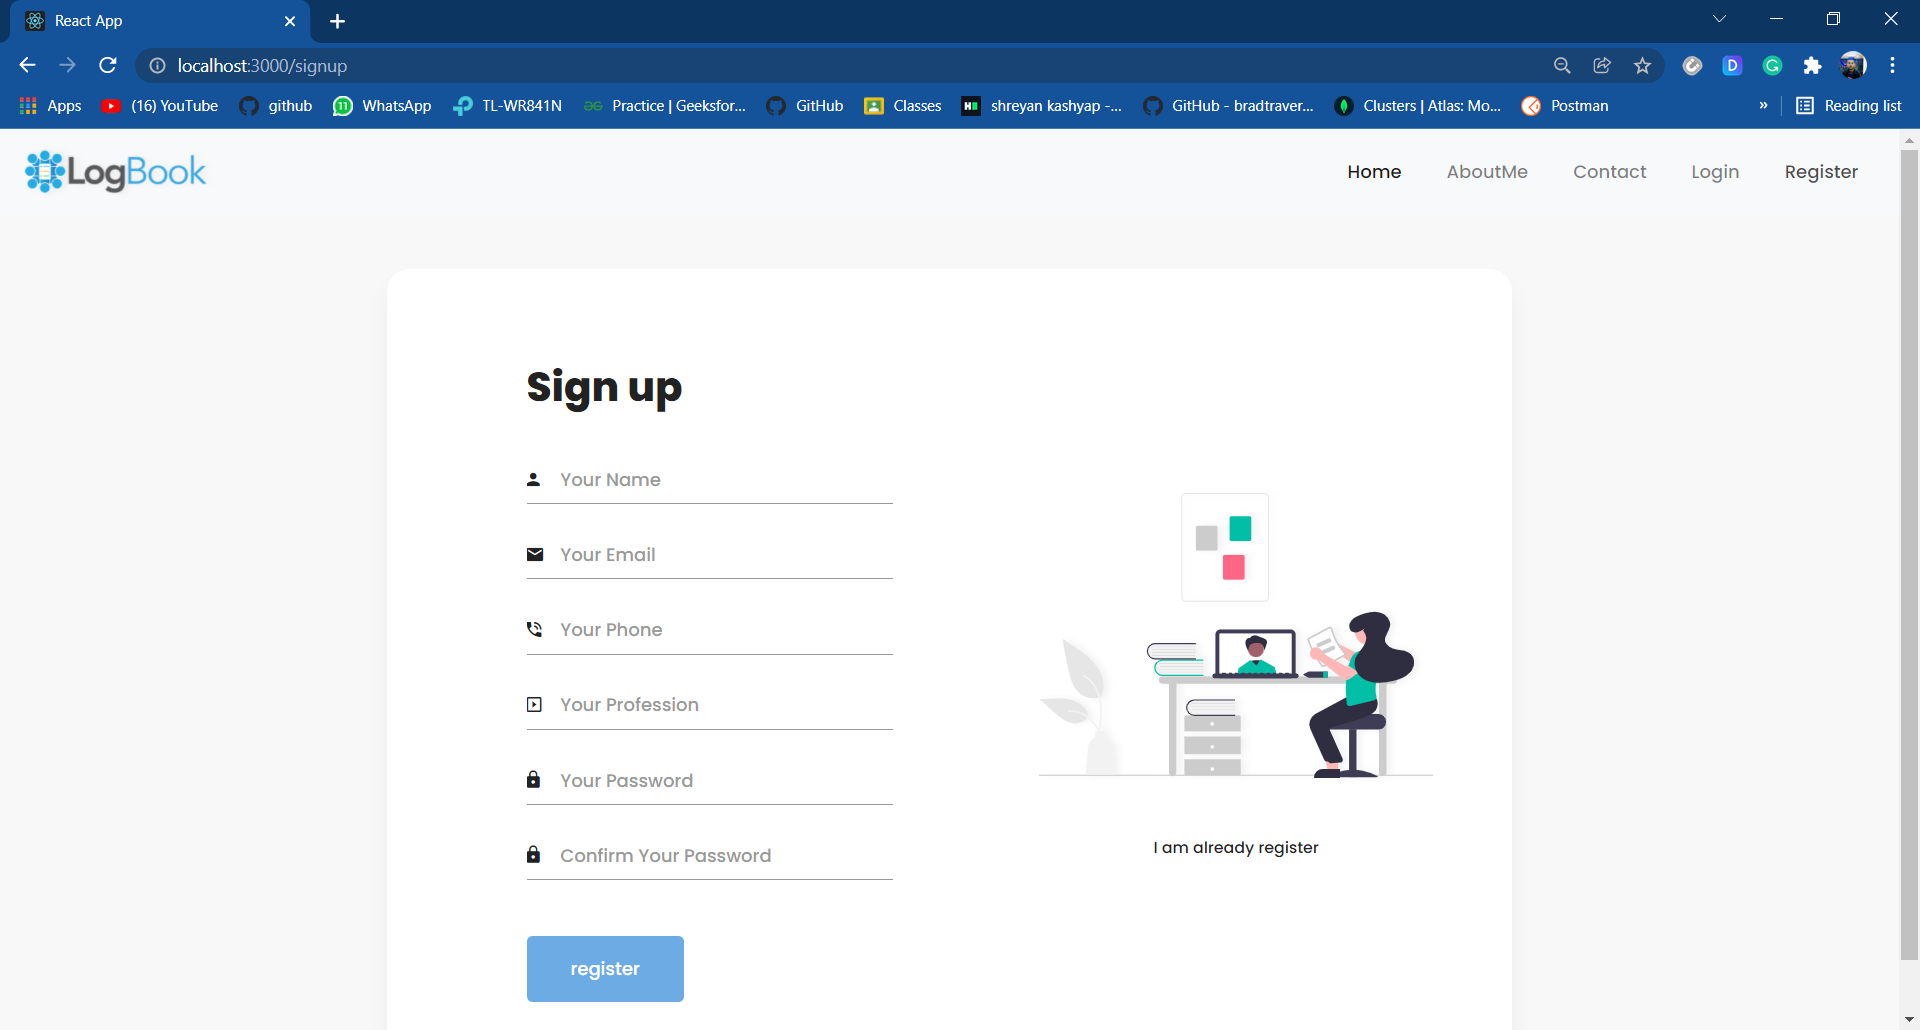 React App
localhost:3000/signup
Apps (16) YouTube github 11 WhatsApp TL-WR841N Practice | Geeksfor... GitHub Classes shreyan kashyap -... GitHub - bradtraver... Clusters | Atlas: Mo... Postman » Reading list
LogBook Home AboutMe Contact Login Register
Sign up
Your Name
Your Email
Your Phone
Your Profession
Your Password
Confirm Your Password
I am already register
register